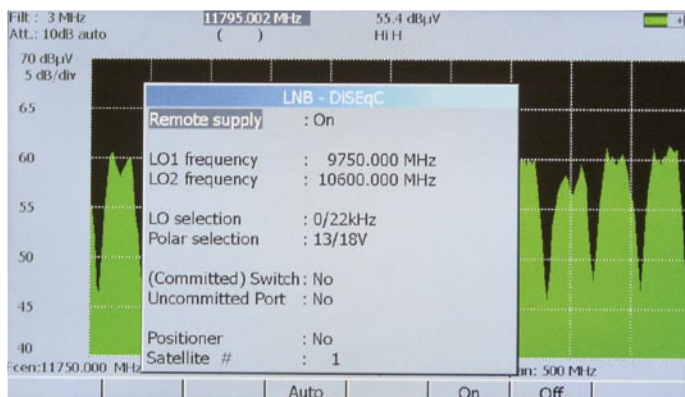 Filt : 3 MHz 11795.002 MHz 55.4 dBµV
Att.: 10dB auto ( ) Hi H
70 dBµV
5 dB/div
65
60
55
50
45
40
LNB - DiSEqC
Remote supply : On
LO1 frequency : 9750.000 MHz
LO2 frequency : 10600.000 MHz
LO selection : 0/22kHz
Polar selection : 13/18V
(Committed) Switch : No
Uncommitted Port : No
Positioner : No
Satellite # : 1
Fcen:11750.000 MHz an: 500 MHz
Auto On Off